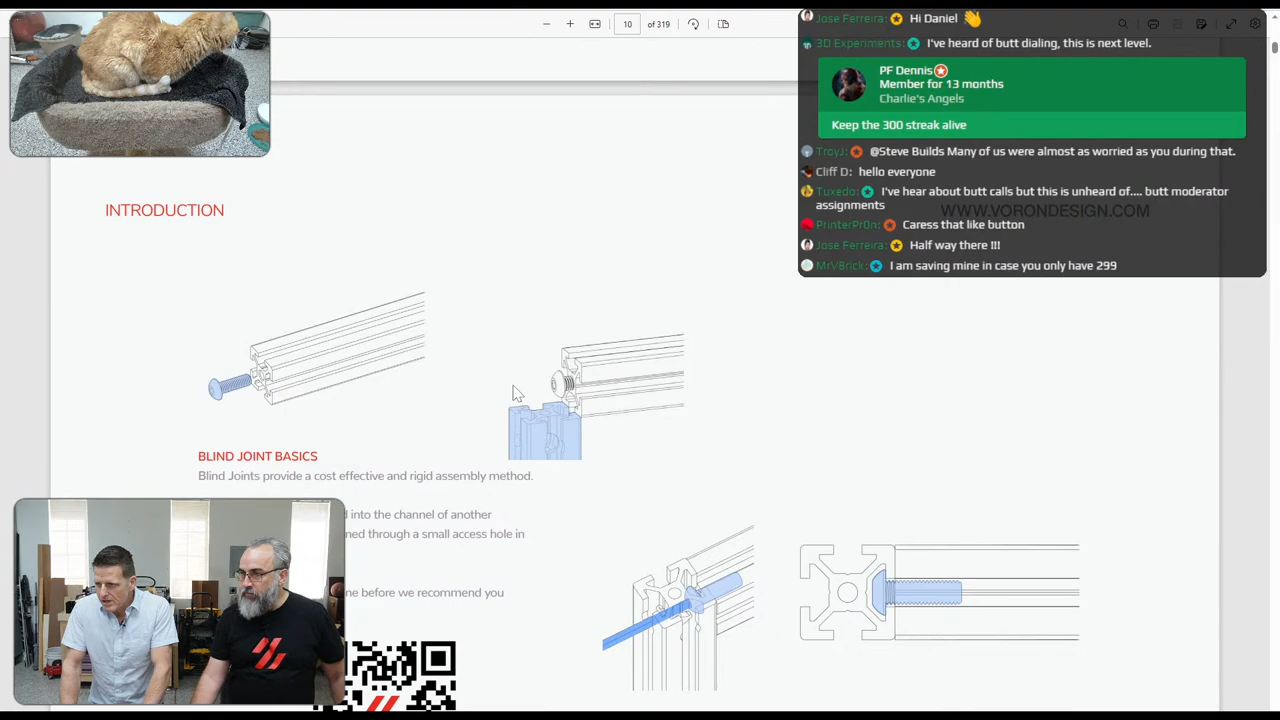 10 of 319
Jose Ferreira: Hi Daniel
3D Experiments: I've heard of butt dialing, this is next level.
PF Dennis
Member for 13 months
Charlie's Angels
Keep the 300 streak alive
TroyJ: @Steve Builds Many of us were almost as worried as you during that.
Cliff D: hello everyone
Tuxedo: I've hear about butt calls but this is unheard of.... butt moderator
assignments
WWW.VORONDESIGN.COM
PrinterPr0n: Caress that like button
Jose Ferreira: Half way there !!!
MrVBrick: I am saving mine in case you only have 299
INTRODUCTION
BLIND JOINT BASICS
Blind Joints provide a cost effective and rigid assembly method.
into the channel of another
through a small access hole in
before we recommend you